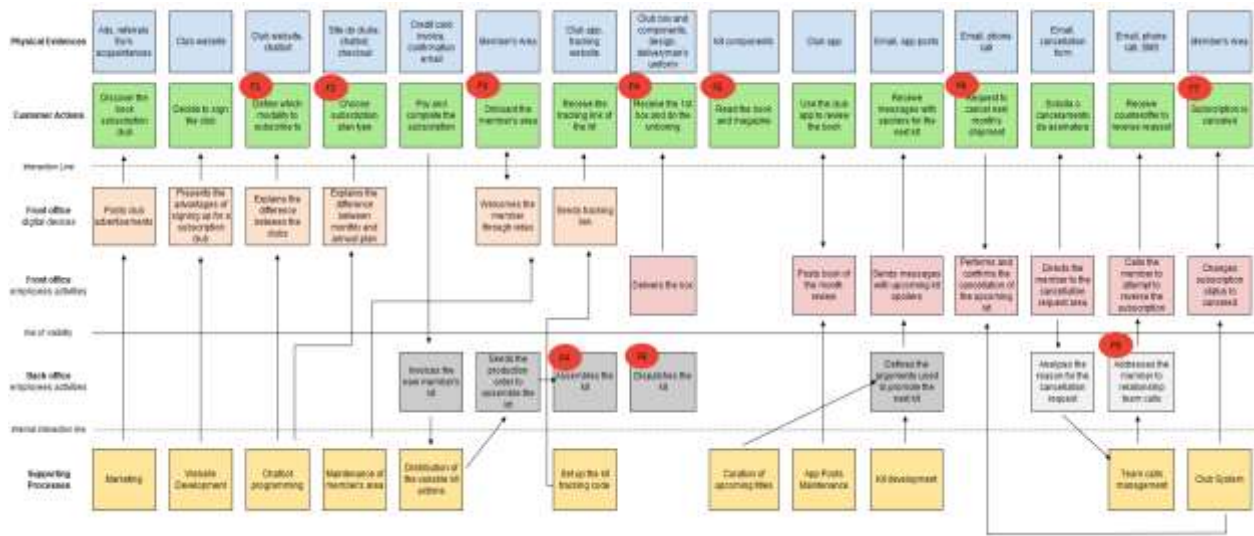 Physical Evidences
Ads, referrals
from
acquaintances
Club website
Club website,
chatbot
Site do clube,
chatbot,
checkout
Credit card
invoice,
confirmation
email
Member's Area
Club app,
tracking
website
Club box and
components,
design,
deliveryman's
uniform
Kit components
Club app
Email, app posts
Email, phone
call
Email,
cancellation
form
Email, phone
call, SMS
Member's Area
Customer Actions
Discover the
book
subscription
club
Decide to sign
the club
F1
Define which
modality to
subscribe to
F2
Choose
subscription
plan type
Pay and
complete the
subscription
F3
Onboard the
member's area
Receive the
tracking link of
the kit
Receive the 1st
box and do the
unboxing
Read the book
and magazine
Use the club
app to review
the book
Receive
messages with
spoilers for the
next kit
Request to
cancel next
monthly
shipment
Solicita o
cancelamento
da assinatura
Receive
counteroffer to
reverse request
F7
Subscription is
canceled
Interaction Line
Front office
digital devices
Posts club
advertisements
Presents the
advantages of
signing up for a
subscription
club
Explains the
difference
between the
clubs
Explains the
difference
between
monthly and
annual plan
Welcomes the
member
through
Sends tracking
link
Front office
employees activities
Delivers the box
Posts book of
the month
review
Sends messages
with upcoming kit
spoilers
Performs and
confirms the
cancellation of
the upcoming
kit
Directs the
member to the
cancellation
request area
Calls the
member to
attempt to
reverse the
subscription
Changes
subscription
status to
canceled
line of visibility
Back office
employees activities
Invoices the
new member's
kit
Sends the
production
order to
assemble the
kit
Assembles the
kit
Dispatches the
kit
Defines the
arguments used
to promote the
next kit
Analyses the
reason for the
cancellation
request
Addresses the
member to
relationship
team calls
Internal interaction line
Supporting
Processes
Marketing
Website
Development
Chatbot
programming
Maintenance of
member's area
Distribution of
the variable kit
Set up the kit
tracking code
Curation of
upcoming titles
App Posts
Maintenance
Kit development
Team calls
management
Club System